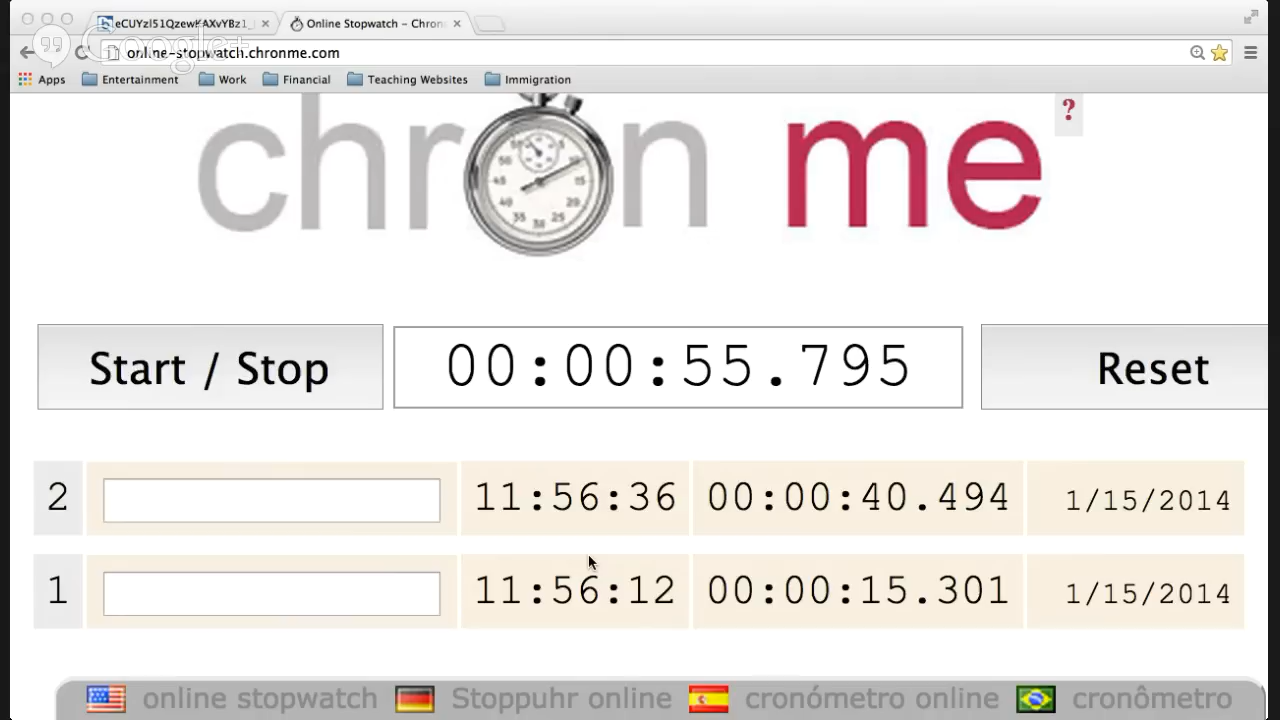 eCUYzl51QzewKAXvYBz1_
Online Stopwatch – Chron
Google+
online-stopwatch.chronme.com
Apps Entertainment Work Financial Teaching Websites Immigration
chron me ?
Start / Stop 00:00:55.795 Reset
2 11:56:36 00:00:40.494 1/15/2014
1 11:56:12 00:00:15.301 1/15/2014
online stopwatch Stoppuhr online cronómetro online cronômetro